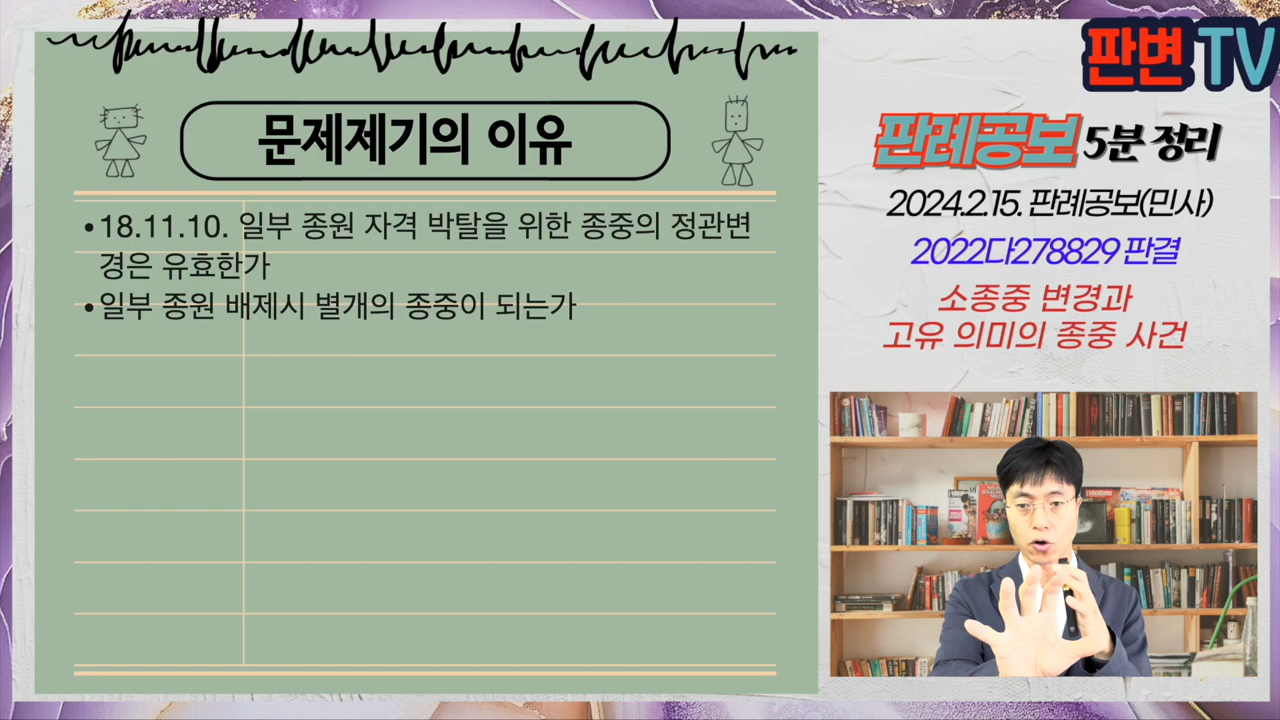 판변 TV
문제제기의 이유
•18.11.10. 일부 종원 자격 박탈을 위한 종중의 정관변
경은 유효한가
•일부 종원 배제시 별개의 종중이 되는가
판례공보 5분 정리
2024.2.15. 판례공보(민사)
2022다278829 판결
소종중 변경과
고유 의미의 종중 사건